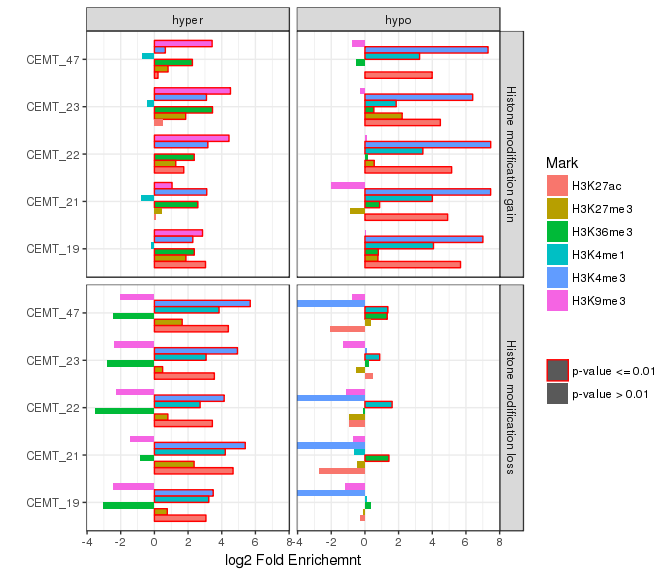 hyper
hypo
CEMT_47
CEMT_23
CEMT_22
CEMT_21
CEMT_19
Histone modification gain
CEMT_47
CEMT_23
CEMT_22
CEMT_21
CEMT_19
Histone modification loss
-4 -2 0 2 4 6 8
-4 -2 0 2 4 6 8
log2 Fold Enrichemnt
Mark
H3K27ac
H3K27me3
H3K36me3
H3K4me1
H3K4me3
H3K9me3
p-value <= 0.01
p-value > 0.01